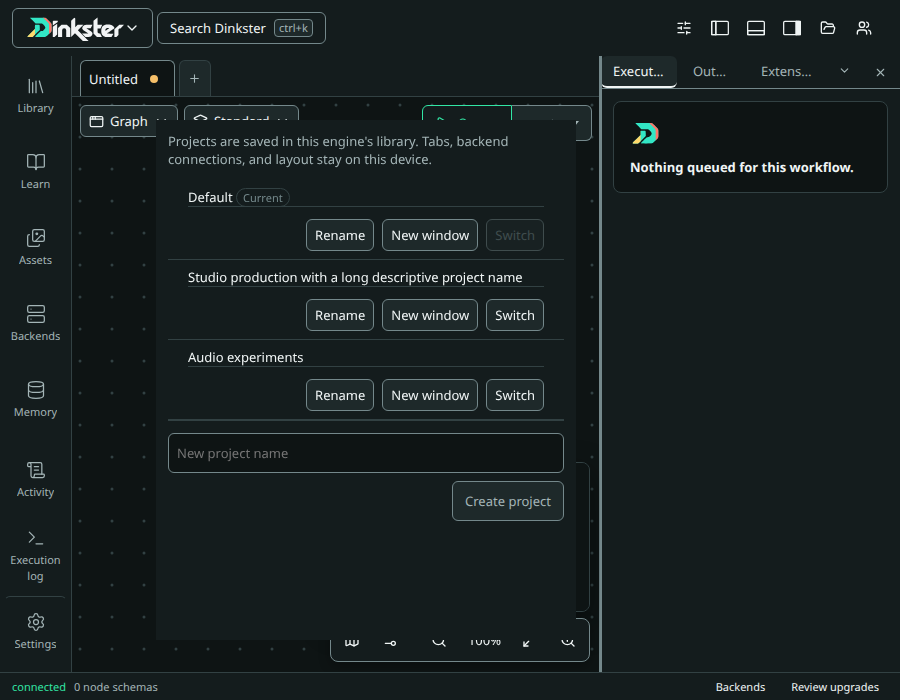 Dinkster
Search Dinkster ctrl+k
Untitled
+
Execut...
Out...
Extens...
Library
Learn
Assets
Backends
Memory
Activity
Execution
log
Settings
Graph
Standard
Projects are saved in this engine's library. Tabs, backend
connections, and layout stay on this device.
Default Current
Rename New window Switch
Studio production with a long descriptive project name
Rename New window Switch
Audio experiments
Rename New window Switch
New project name
Create project
100%
Nothing queued for this workflow.
connected 0 node schemas
Backends Review upgrades